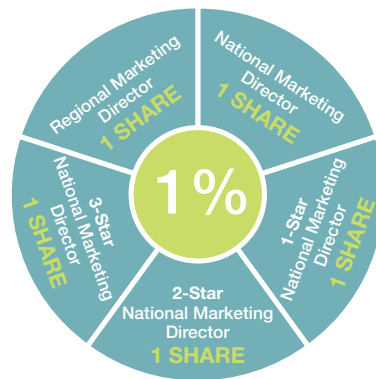 Regional Marketing
Director
1 SHARE
National Marketing
Director
1 SHARE
1-Star
National Marketing
Director
1 SHARE
2-Star
National Marketing
Director
1 SHARE
3-Star
National Marketing
Director
1 SHARE
1%